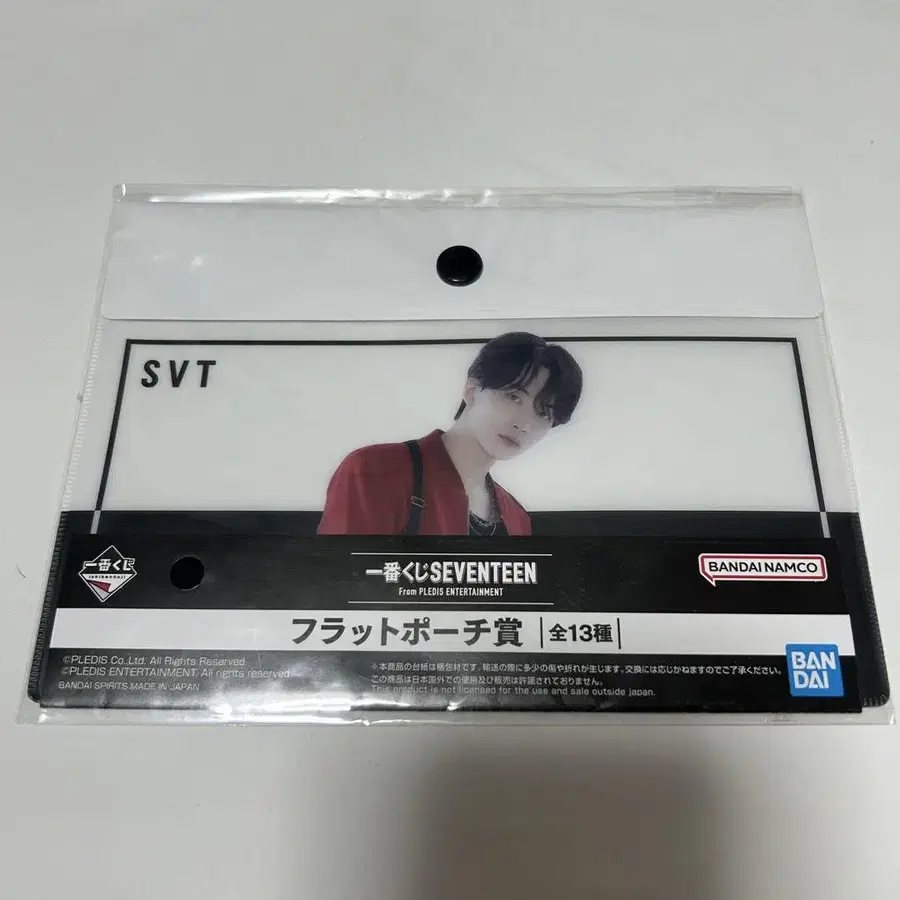 SVT
一番くじ
ichibankuji
一番くじSEVENTEEN
From PLEDIS ENTERTAINMENT
BANDAI NAMCO
フラットポーチ賞 全13種
©PLEDIS Co., Ltd. All Rights Reserved.
©PLEDIS ENTERTAINMENT. All rights reserved.
BANDAI SPIRITS MADE IN JAPAN
※本商品の台紙は梱包材です。輸送の際に多少の傷や折れが生じます。交換には応じかねますのでご了承ください。
この商品は日本国外での使用及び販売は許諾されておりません。
This product is not licensed for the use and sale outside japan.
BAN
DAI